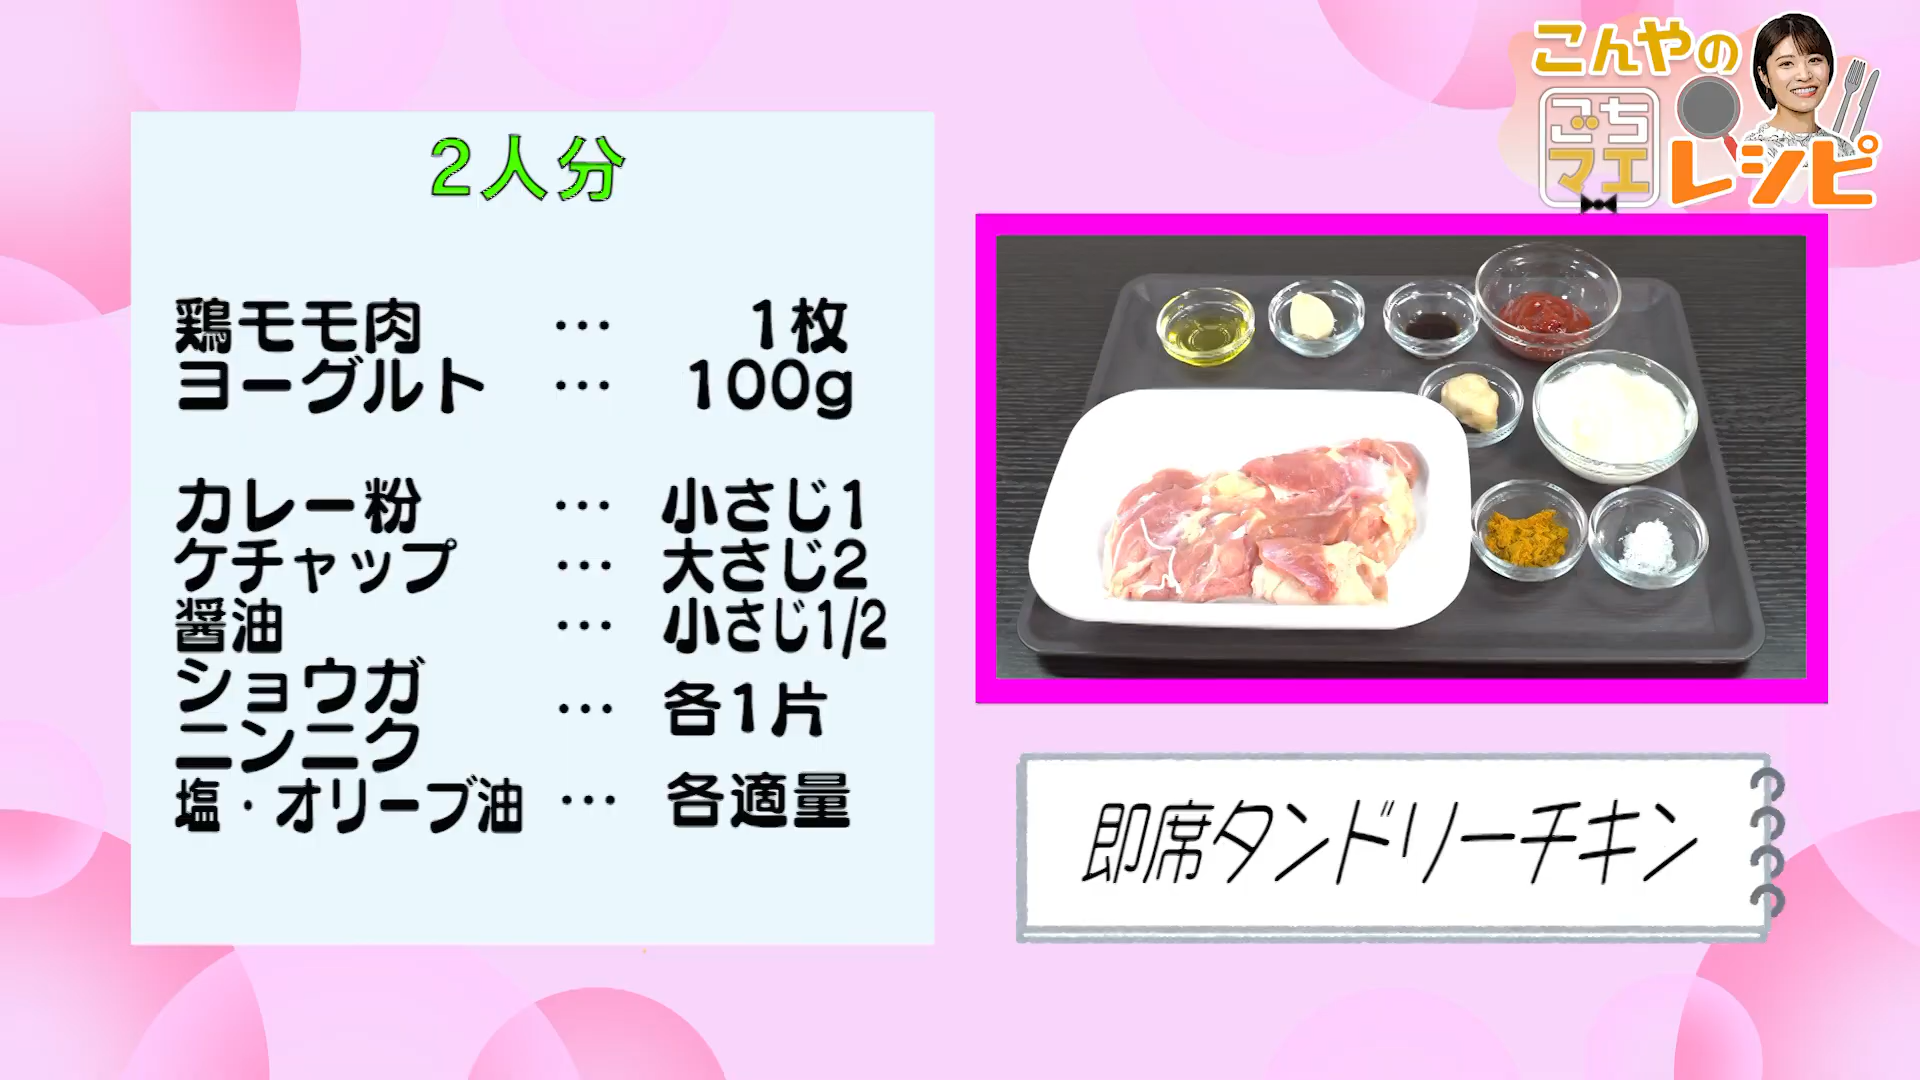 こんやの
ごち
マエ
レシピ
2人分
鶏モモ肉 … 1枚
ヨーグルト … 100g
カレー粉 … 小さじ1
ケチャップ … 大さじ2
醤油 … 小さじ1/2
ショウガ
ニンニク … 各1片
塩・オリーブ油 … 各適量
即席タンドリーチキン